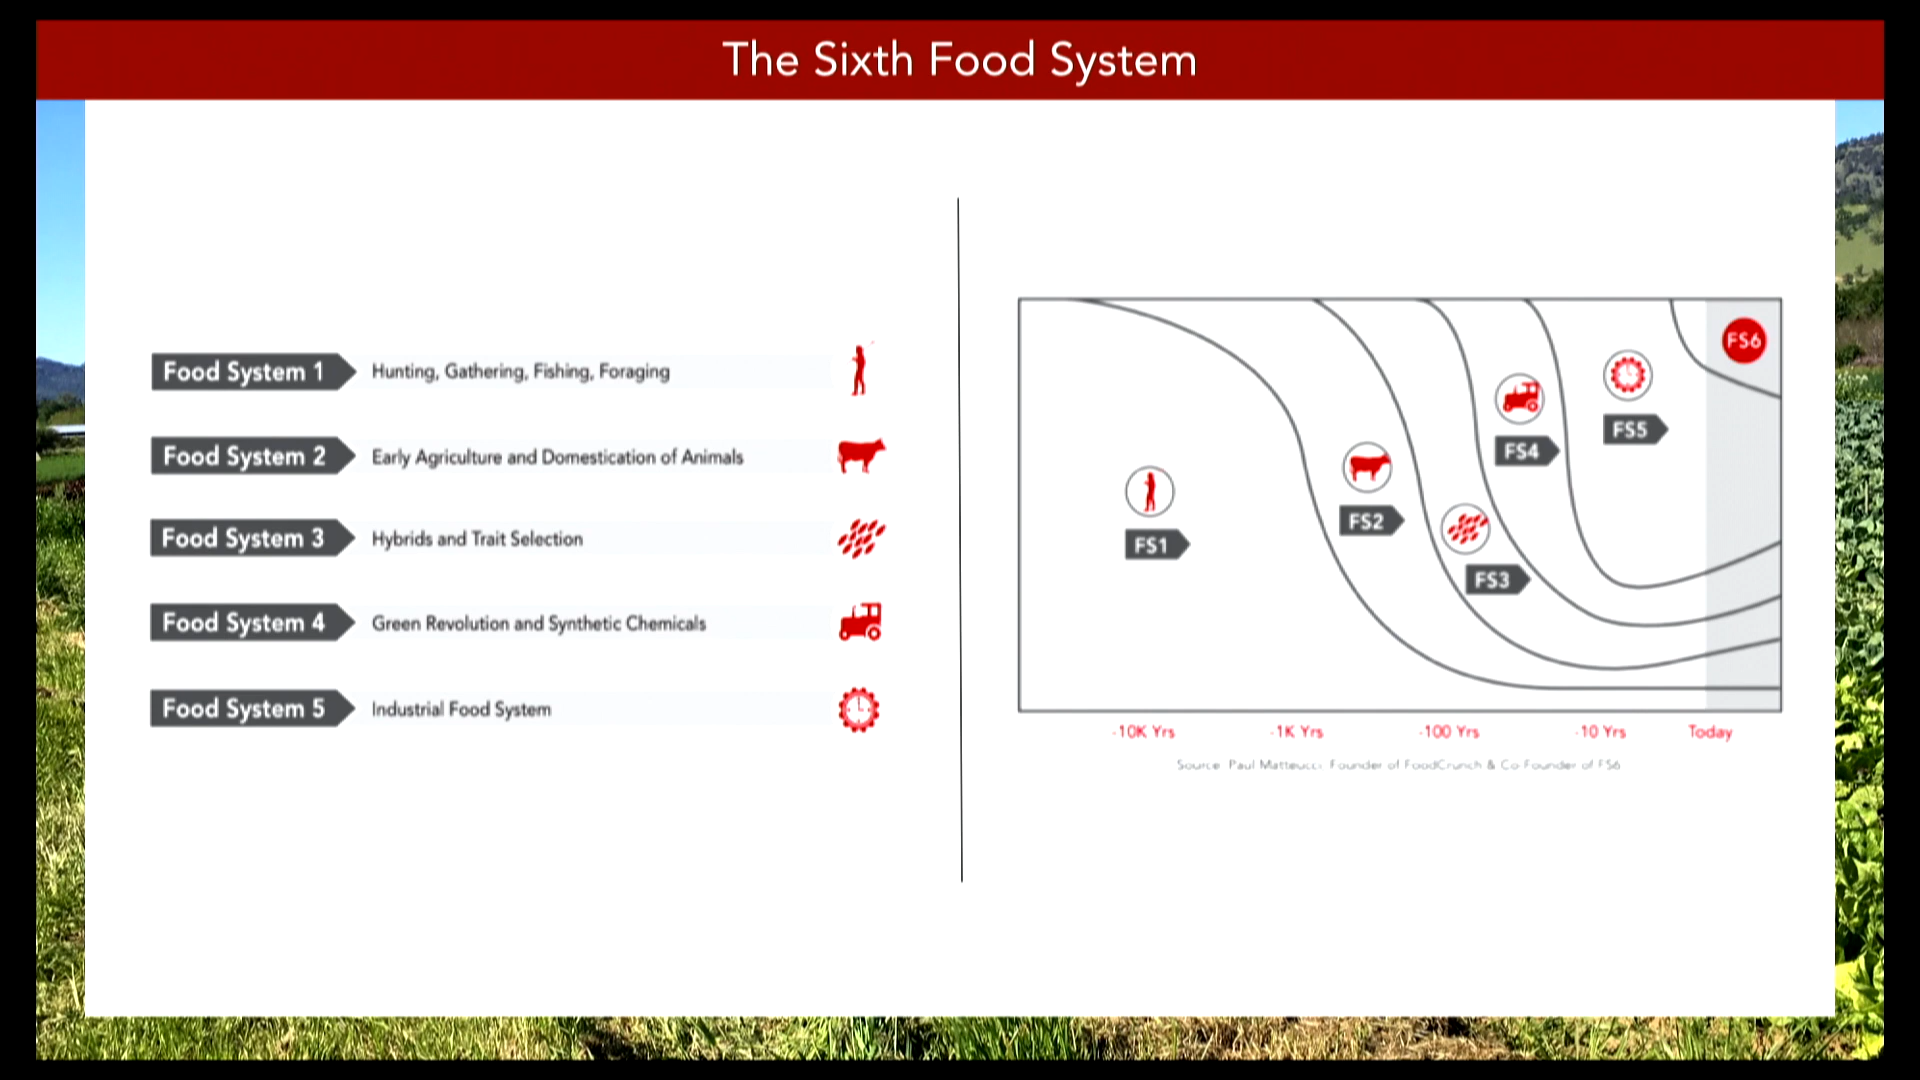 The Sixth Food System
Food System 1 Hunting, Gathering, Fishing, Foraging
Food System 2 Early Agriculture and Domestication of Animals
Food System 3 Hybrids and Trait Selection
Food System 4 Green Revolution and Synthetic Chemicals
Food System 5 Industrial Food System
FS6
FS5
FS4
FS2
FS1
FS3
-10K Yrs -1K Yrs -100 Yrs -10 Yrs Today
Source: Paul Matteucci, Founder of FoodCrunch & Co-Founder of FS6